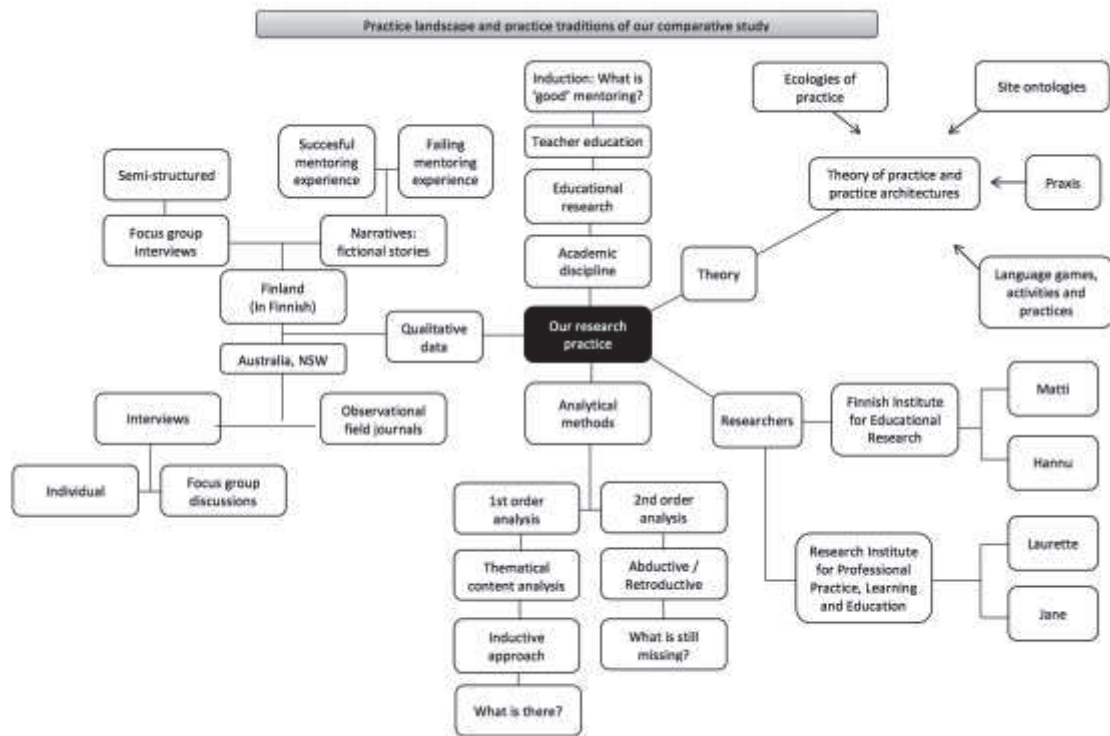 Practice landscape and practice traditions of our comparative study
Induction: What is
'good' mentoring?
Teacher education
Educational
research
Academic
discipline
Ecologies of
practice
Site ontologies
Theory of practice and
practice architectures
Praxis
Language games,
activities and
practices
Theory
Succesful
mentoring
experience
Failing
mentoring
experience
Semi-structured
Focus group
interviews
Narratives:
fictional stories
Finland
(in Finnish)
Qualitative
data
Our research
practice
Australia, NSW
Interviews
Observational
field journals
Individual
Focus group
discussions
Analytical
methods
1st order
analysis
2nd order
analysis
Thematical
content analysis
Abductive /
Retroductive
Inductive
approach
What is still
missing?
What is there?
Researchers
Finnish Institute
for Educational
Research
Matti
Hannu
Research Institute
for Professional
Practice, Learning
and Education
Laurette
Jane